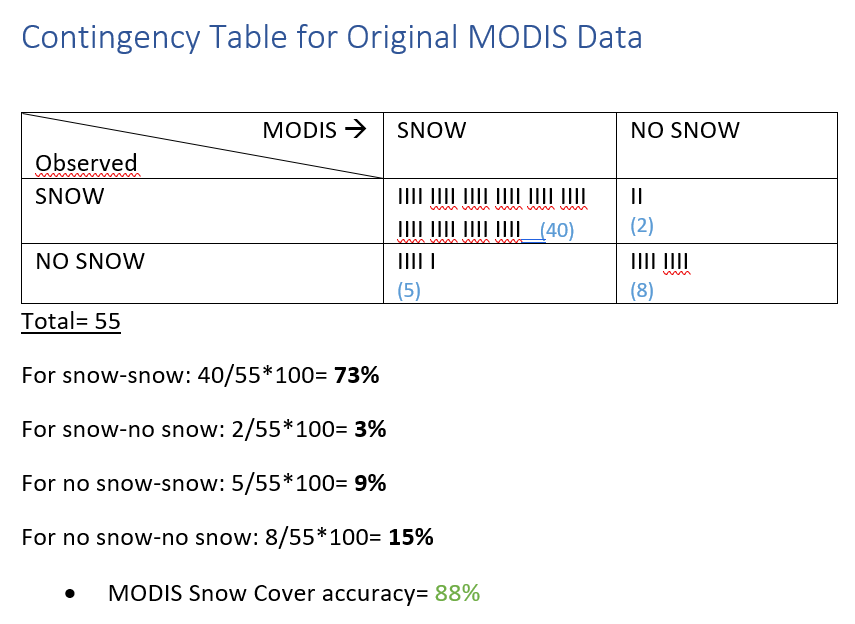 Contingency Table for Original MODIS Data
MODIS → SNOW NO SNOW
Observed
SNOW IIII IIII IIII IIII IIII IIII II
IIII IIII IIII IIII (40) (2)
NO SNOW IIII I IIII IIII
(5) (8)
Total= 55
For snow-snow: 40/55*100= 73%
For snow-no snow: 2/55*100= 3%
For no snow-snow: 5/55*100= 9%
For no snow-no snow: 8/55*100= 15%
• MODIS Snow Cover accuracy= 88%